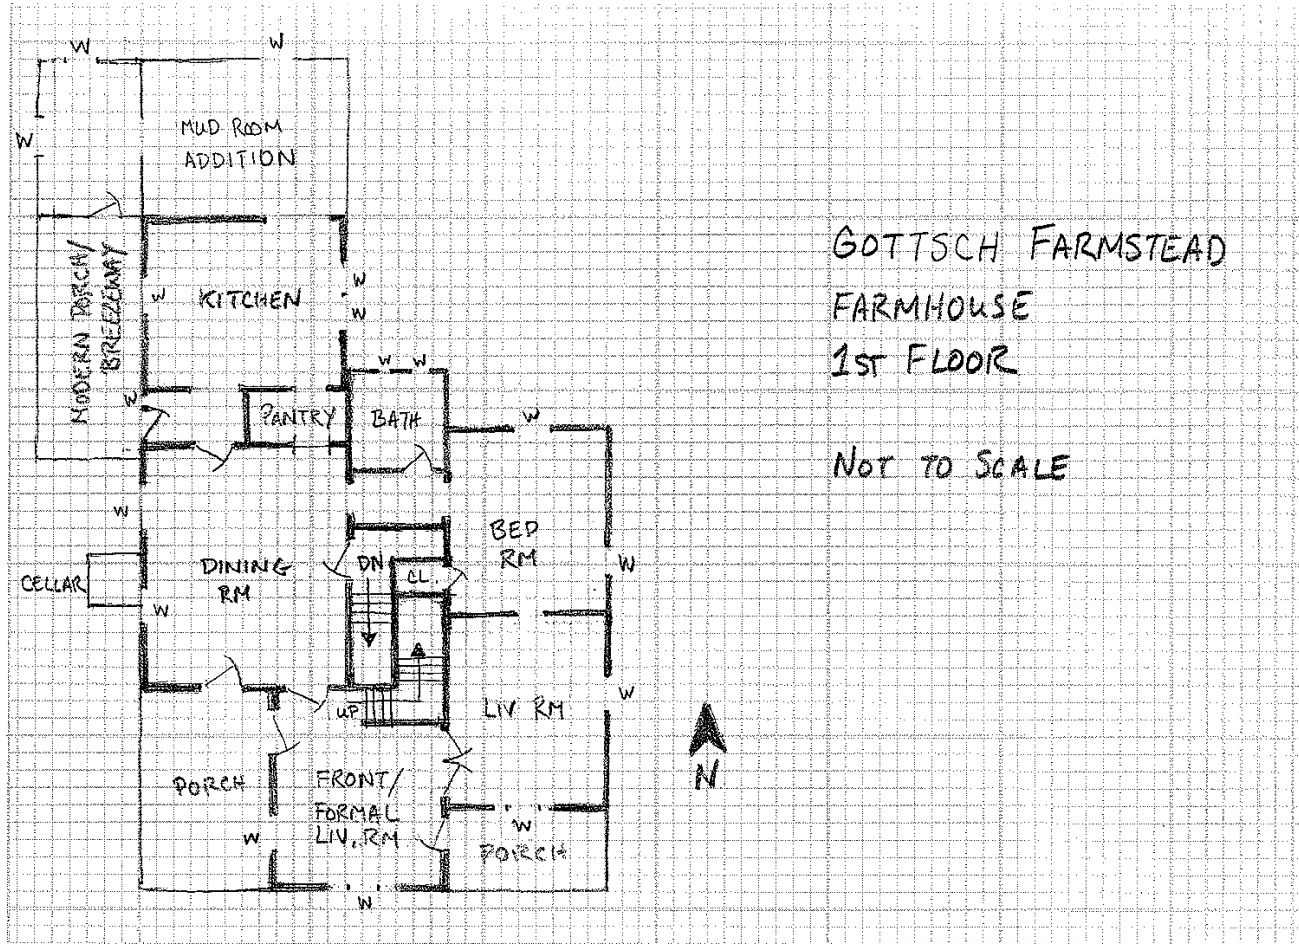 W
W
MUD ROOM
ADDITION
W
GOTTSCH FARMSTEAD
FARMHOUSE
1ST FLOOR
NOT TO SCALE
MODERN PORCH/
BREEZEWAY
W
KITCHEN
W
W
W
W
W
PANTRY
BATH
W
W
BED
RM
DINING
RM
DN
CL.
W
CELLAR
W
UP
LIV RM
W
N
PORCH
FRONT/
FORMAL
LIV. RM
W
W
PORCH
W